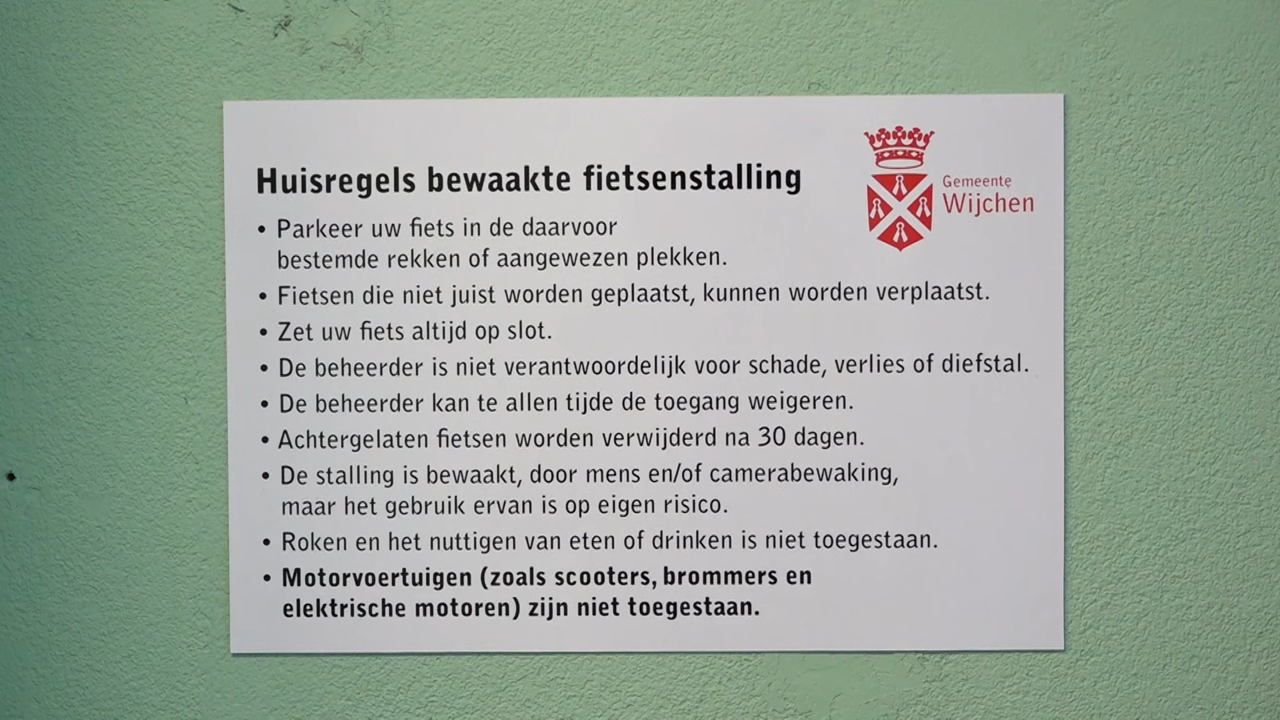 Huisregels bewaakte fietsenstalling
Gemeente
Wijchen
• Parkeer uw fiets in de daarvoor
bestemde rekken of aangewezen plekken.
• Fietsen die niet juist worden geplaatst, kunnen worden verplaatst.
• Zet uw fiets altijd op slot.
• De beheerder is niet verantwoordelijk voor schade, verlies of diefstal.
• De beheerder kan te allen tijde de toegang weigeren.
• Achtergelaten fietsen worden verwijderd na 30 dagen.
• De stalling is bewaakt, door mens en/of camerabewaking,
maar het gebruik ervan is op eigen risico.
• Roken en het nuttigen van eten of drinken is niet toegestaan.
• Motorvoertuigen (zoals scooters, brommers en
elektrische motoren) zijn niet toegestaan.